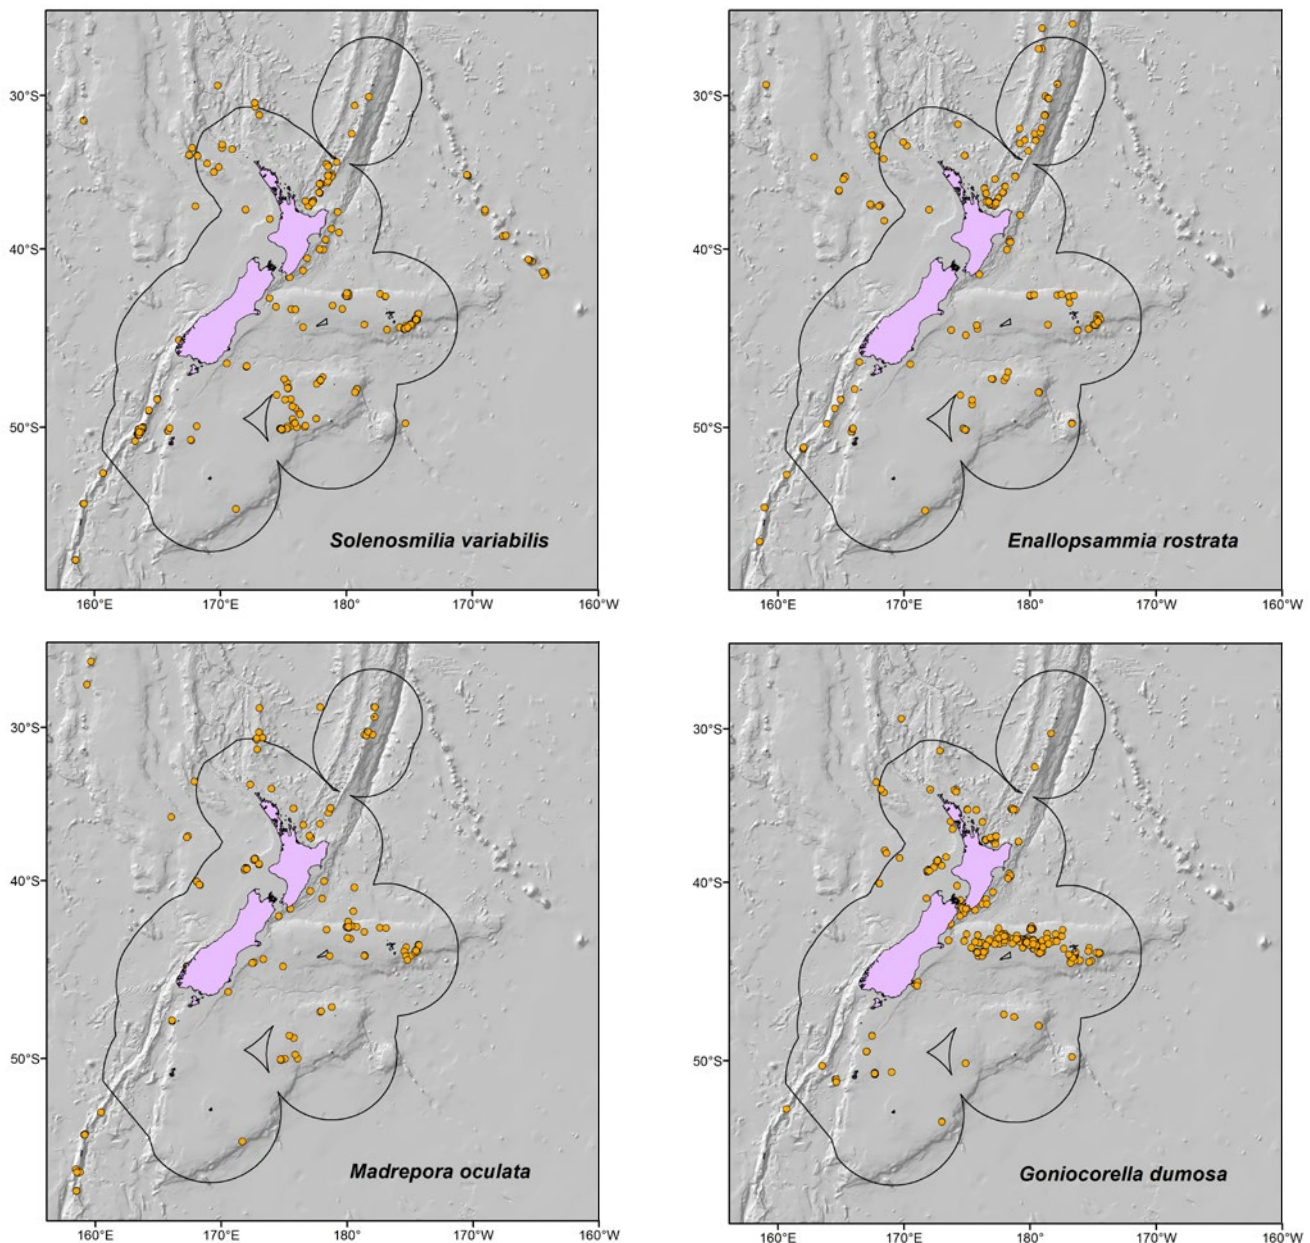 30°S
40°S
50°S
Solenosmilia variabilis
160°E 170°E 180° 170°W 160°W
30°S
40°S
50°S
Enallopsammia rostrata
160°E 170°E 180° 170°W 160°W
30°S
40°S
50°S
Madrepora oculata
160°E 170°E 180° 170°W 160°W
30°S
40°S
50°S
Goniocorella dumosa
160°E 170°E 180° 170°W 160°W